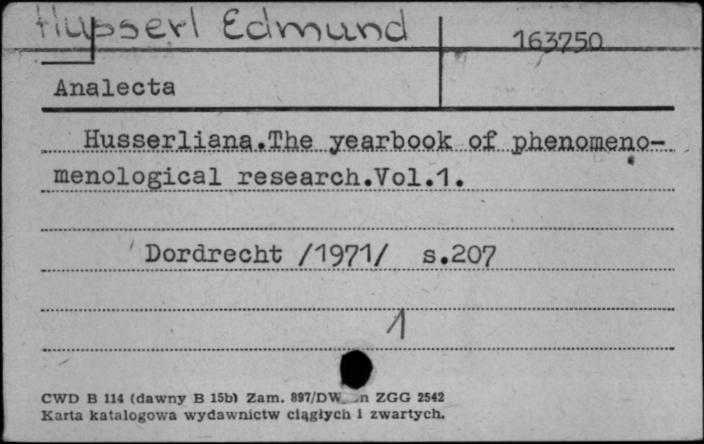 Husserl Edmund
163750
Analecta
Husserliana.The yearbook of phenomeno-
menological research.Vol.1.
Dordrecht /1971/ s.207
1
CWD B 114 (dawny B 15b) Zam. 897/DW n ZGG 2542
Karta katalogowa wydawnictw ciągłych i zwartych.